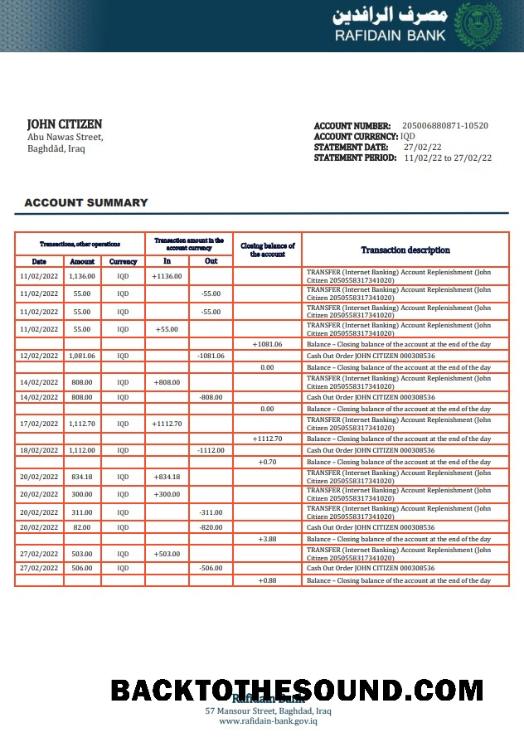 مصرف الرافدين
RAFIDAIN BANK
JOHN CITIZEN
Abu Nawas Street,
Baghdād, Iraq
ACCOUNT NUMBER: 205006880871-10520
ACCOUNT CURRENCY: IQD
STATEMENT DATE: 27/02/22
STATEMENT PERIOD: 11/02/22 to 27/02/22
ACCOUNT SUMMARY
Transactions, other operations
Transaction amount in the
account currency
Closing balance of
the account
Transaction description
Date Amount Currency In Out
11/02/2022 1,136.00 IQD +1136.00 TRANSFER (Internet Banking) Account Replenishment (John
Citizen 2050558317341020)
11/02/2022 55.00 IQD -55.00 TRANSFER (Internet Banking) Account Replenishment (John
Citizen 2050558317341020)
11/02/2022 55.00 IQD -55.00 TRANSFER (Internet Banking) Account Replenishment (John
Citizen 2050558317341020)
11/02/2022 55.00 IQD +55.00 TRANSFER (Internet Banking) Account Replenishment (John
Citizen 2050558317341020)
+1081.06 Balance – Closing balance of the account at the end of the day
12/02/2022 1,081.06 IQD -1081.06 Cash Out Order JOHN CITIZEN 000308536
0.00 Balance – Closing balance of the account at the end of the day
14/02/2022 808.00 IQD +808.00 TRANSFER (Internet Banking) Account Replenishment (John
Citizen 2050558317341020)
14/02/2022 808.00 IQD -808.00 Cash Out Order JOHN CITIZEN 000308536
0.00 Balance – Closing balance of the account at the end of the day
17/02/2022 1,112.70 IQD +1112.70 TRANSFER (Internet Banking) Account Replenishment (John
Citizen 2050558317341020)
+1112.70 Balance – Closing balance of the account at the end of the day
18/02/2022 1,112.00 IQD -1112.00 Cash Out Order JOHN CITIZEN 000308536
+0.70 Balance – Closing balance of the account at the end of the day
20/02/2022 834.18 IQD +834.18 TRANSFER (Internet Banking) Account Replenishment (John
Citizen 2050558317341020)
20/02/2022 300.00 IQD +300.00 TRANSFER (Internet Banking) Account Replenishment (John
Citizen 2050558317341020)
20/02/2022 311.00 IQD -311.00 TRANSFER (Internet Banking) Account Replenishment (John
Citizen 2050558317341020)
20/02/2022 82.00 IQD -820.00 Cash Out Order JOHN CITIZEN 000308536
+3.88 Balance – Closing balance of the account at the end of the day
27/02/2022 503.00 IQD +503.00 TRANSFER (Internet Banking) Account Replenishment (John
Citizen 2050558317341020)
27/02/2022 506.00 IQD -506.00 Cash Out Order JOHN CITIZEN 000308536
+0.88 Balance – Closing balance of the account at the end of the day
BACKTOTHESOUND.COM
Rafidain Bank
57 Mansour Street, Baghdad, Iraq
www.rafidain-bank.gov.iq